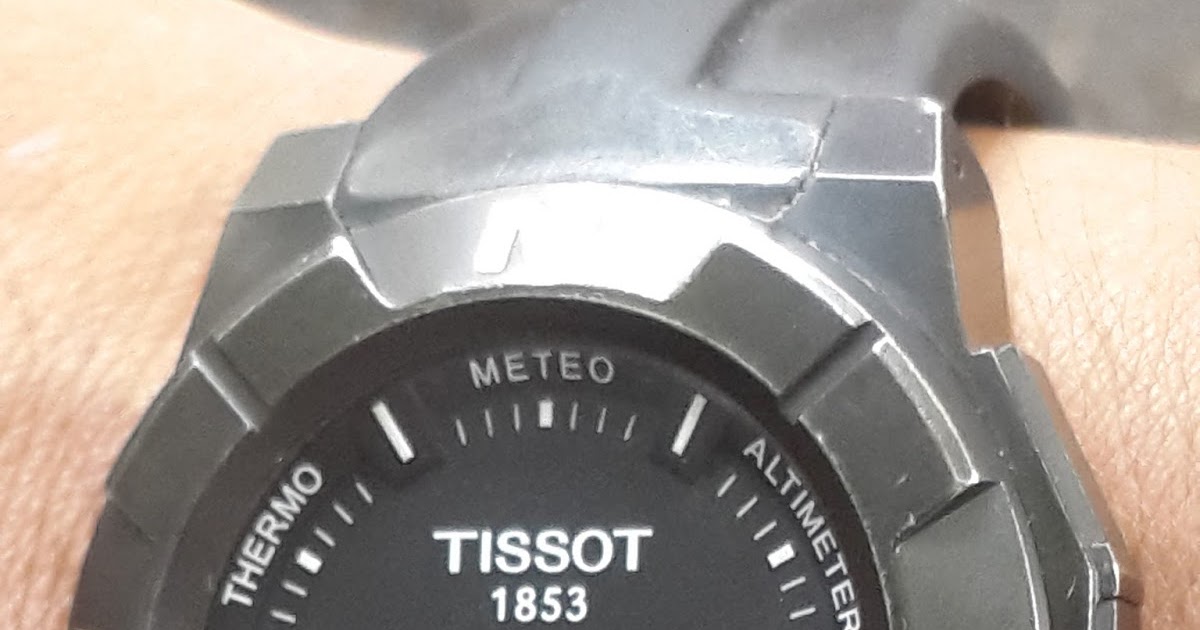 METEO
THERMO
ALTIMETER
TISSOT
1853